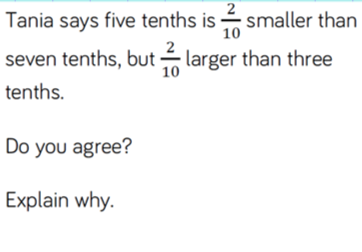 Tania says five tenths is 2/10 smaller than
seven tenths, but 2/10 larger than three
tenths.
Do you agree?
Explain why.